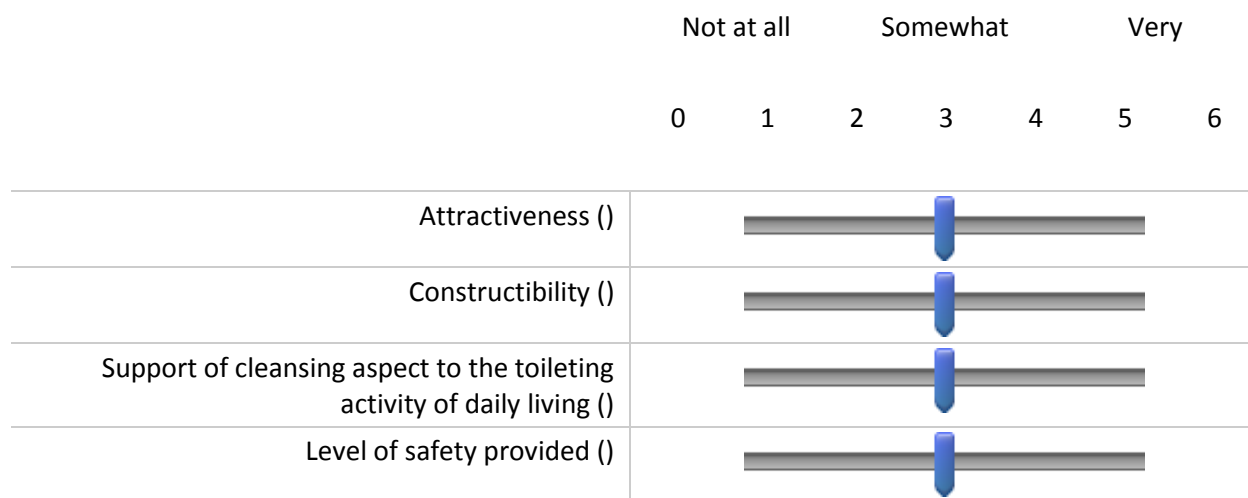 Not at all Somewhat Very
0 1 2 3 4 5 6
Attractiveness ()
Constructibility ()
Support of cleansing aspect to the toileting
activity of daily living ()
Level of safety provided ()